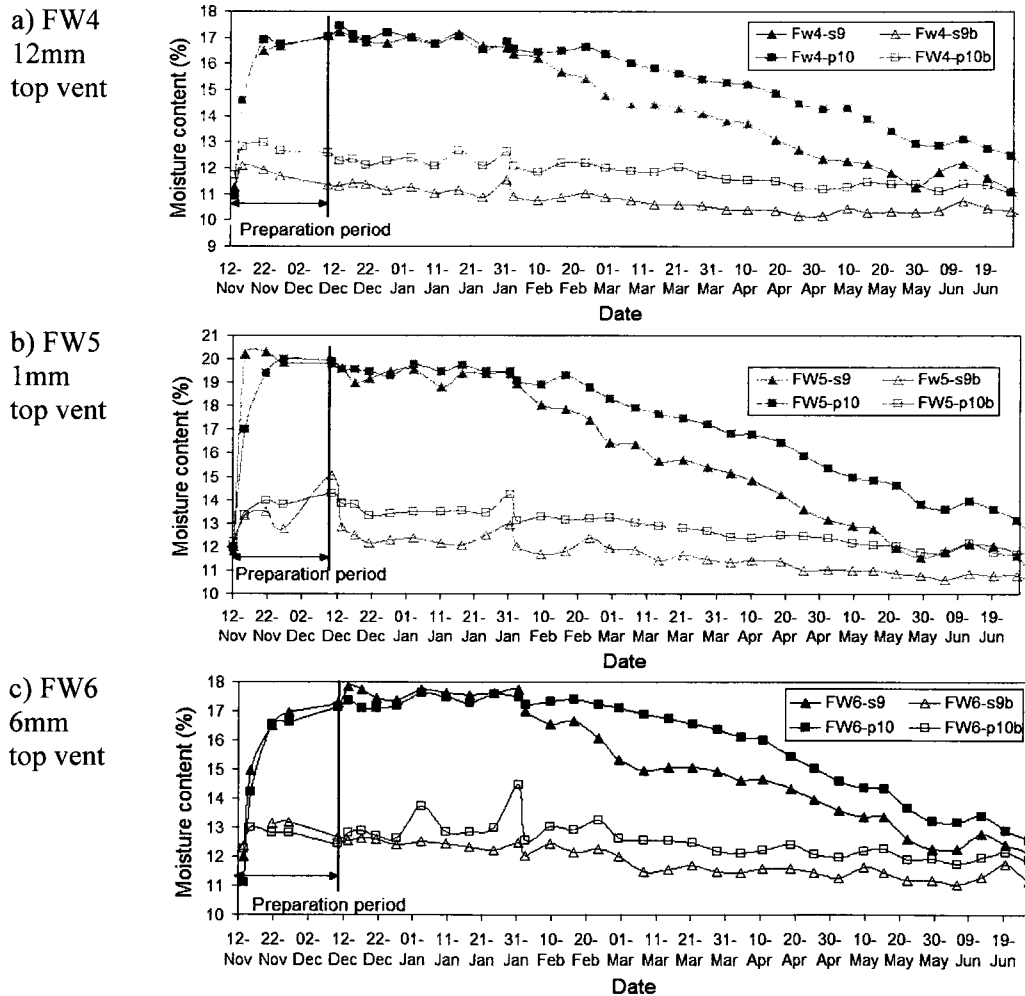 a) FW4
12mm
top vent
Moisture content (%)
18
17
16
15
14
13
12
11
10
9
Fw4-s9
Fw4-s9b
Fw4-p10
FW4-p10b
Preparation period
12- 22- 02- 12- 22- 01- 11- 21- 31- 10- 20- 01- 11- 21- 31- 10- 20- 30- 10- 20- 30- 09- 19-
Nov Nov Dec Dec Dec Jan Jan Jan Jan Feb Feb Mar Mar Mar Mar Apr Apr Apr May May May Jun Jun
Date
b) FW5
1mm
top vent
Moisture content (%)
21
20
19
18
17
16
15
14
13
12
11
10
FW5-s9
Fw5-s9b
FW5-p10
FW5-p10b
Preparation period
12- 22- 02- 12- 22- 01- 11- 21- 31- 10- 20- 01- 11- 21- 31- 10- 20- 30- 10- 20- 30- 09- 19-
Nov Nov Dec Dec Dec Jan Jan Jan Jan Feb Feb Mar Mar Mar Mar Apr Apr Apr May May May Jun Jun
Date
c) FW6
6mm
top vent
Moisture content (%)
18
17
16
15
14
13
12
11
10
FW6-s9
FW6-s9b
FW6-p10
FW6-p10b
Preparation period
12- 22- 02- 12- 22- 01- 11- 21- 31- 10- 20- 01- 11- 21- 31- 10- 20- 30- 10- 20- 30- 09- 19-
Nov Nov Dec Dec Dec Jan Jan Jan Jan Feb Feb Mar Mar Mar Mar Apr Apr Apr May May May Jun Jun
Date